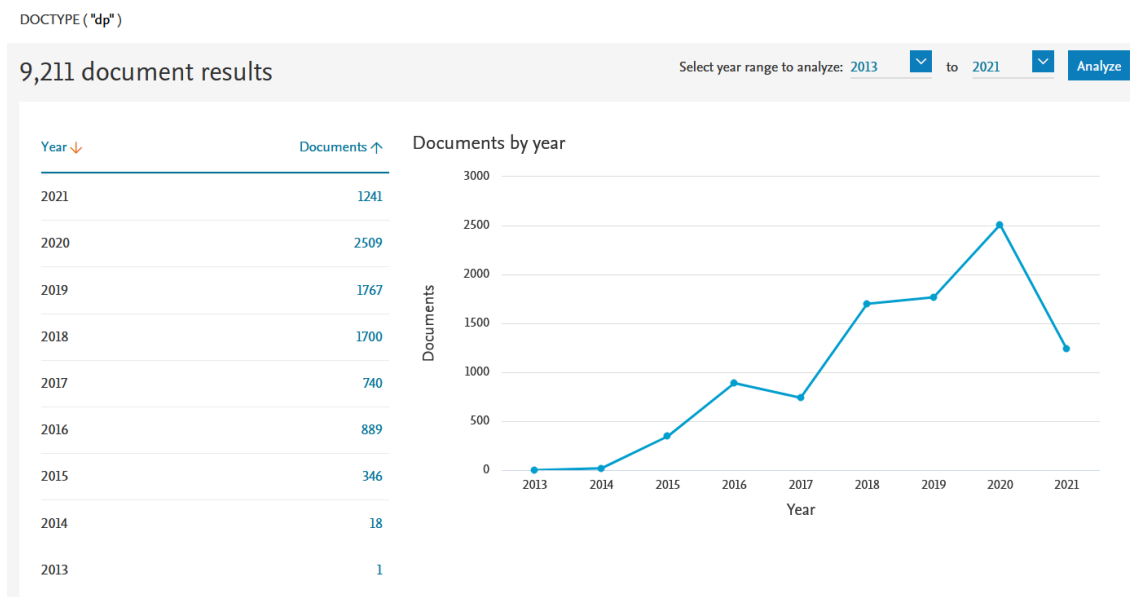 DOCTYPE ( "dp" )
9,211 document results
Select year range to analyze: 2013 to 2021 Analyze
Year Documents
2021 1241
2020 2509
2019 1767
2018 1700
2017 740
2016 889
2015 346
2014 18
2013 1
Documents by year
3000
2500
2000
1500
1000
500
0
Documents
2013 2014 2015 2016 2017 2018 2019 2020 2021
Year